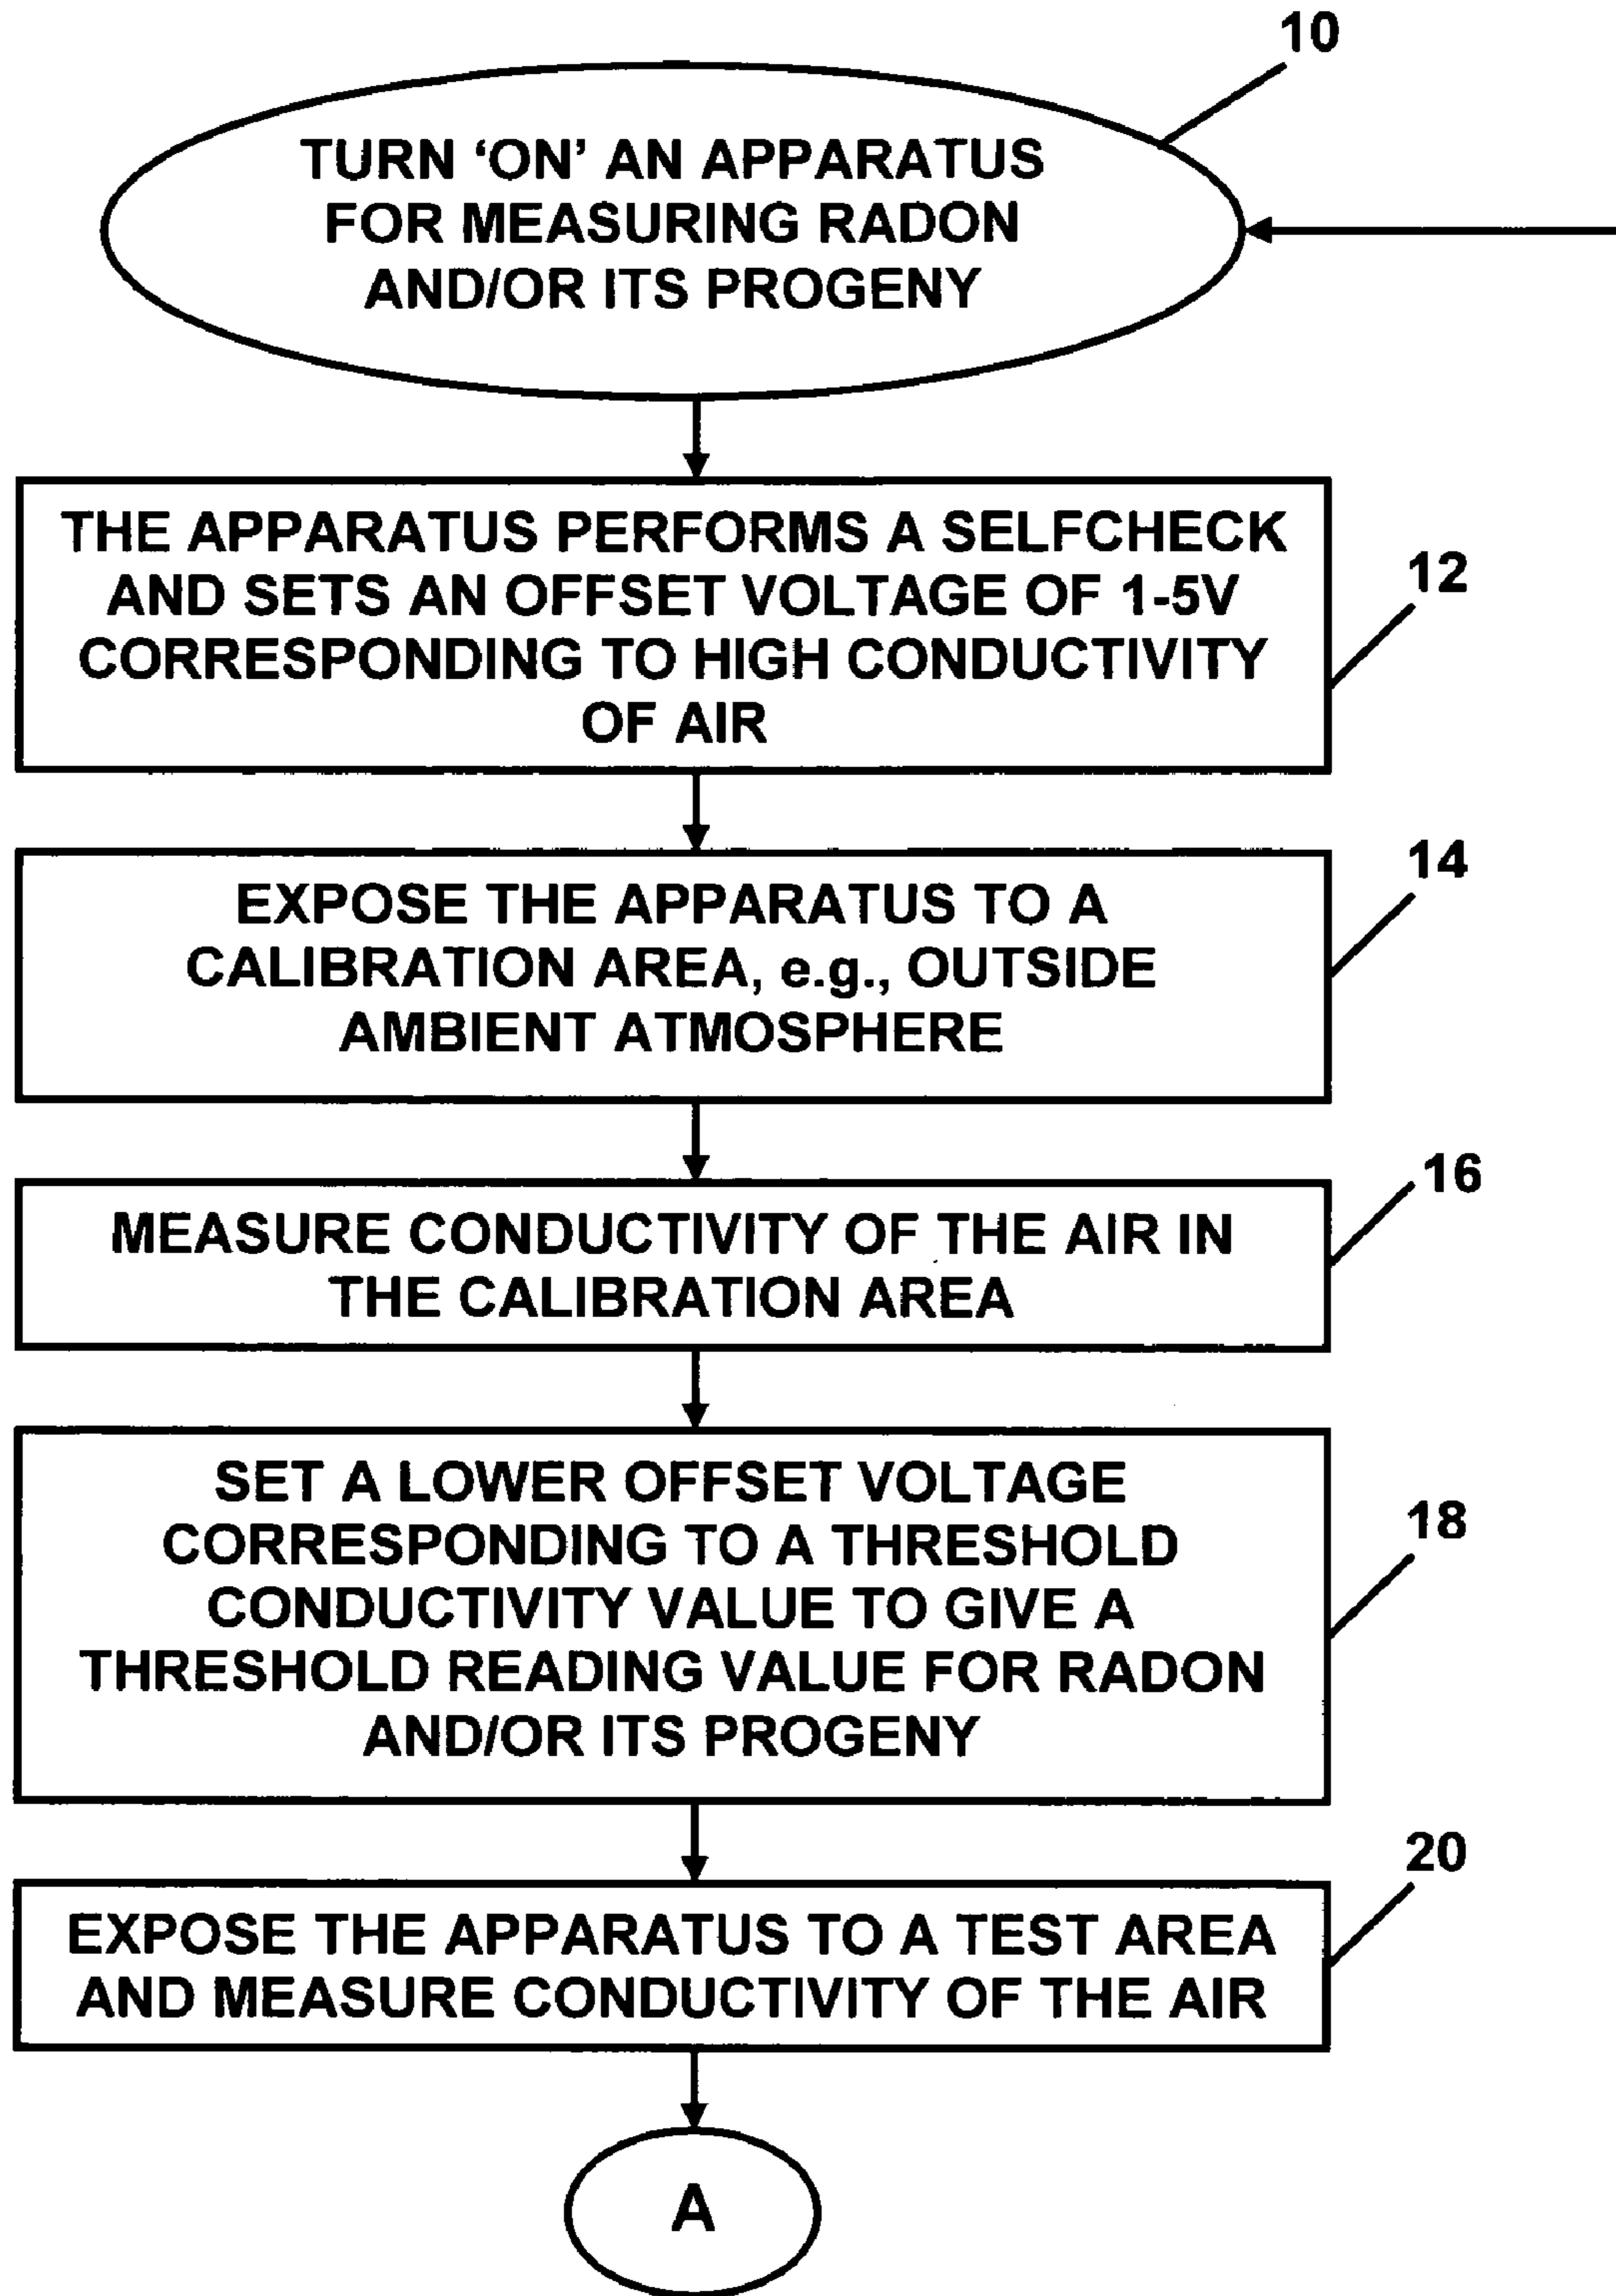 10
TURN ‘ON’ AN APPARATUS
FOR MEASURING RADON
AND/OR ITS PROGENY
THE APPARATUS PERFORMS A SELFCHECK
AND SETS AN OFFSET VOLTAGE OF 1-5V
CORRESPONDING TO HIGH CONDUCTIVITY
OF AIR
12
EXPOSE THE APPARATUS TO A
CALIBRATION AREA, e.g., OUTSIDE
AMBIENT ATMOSPHERE
14
MEASURE CONDUCTIVITY OF THE AIR IN
THE CALIBRATION AREA
16
SET A LOWER OFFSET VOLTAGE
CORRESPONDING TO A THRESHOLD
CONDUCTIVITY VALUE TO GIVE A
THRESHOLD READING VALUE FOR RADON
AND/OR ITS PROGENY
18
EXPOSE THE APPARATUS TO A TEST AREA
AND MEASURE CONDUCTIVITY OF THE AIR
20
A